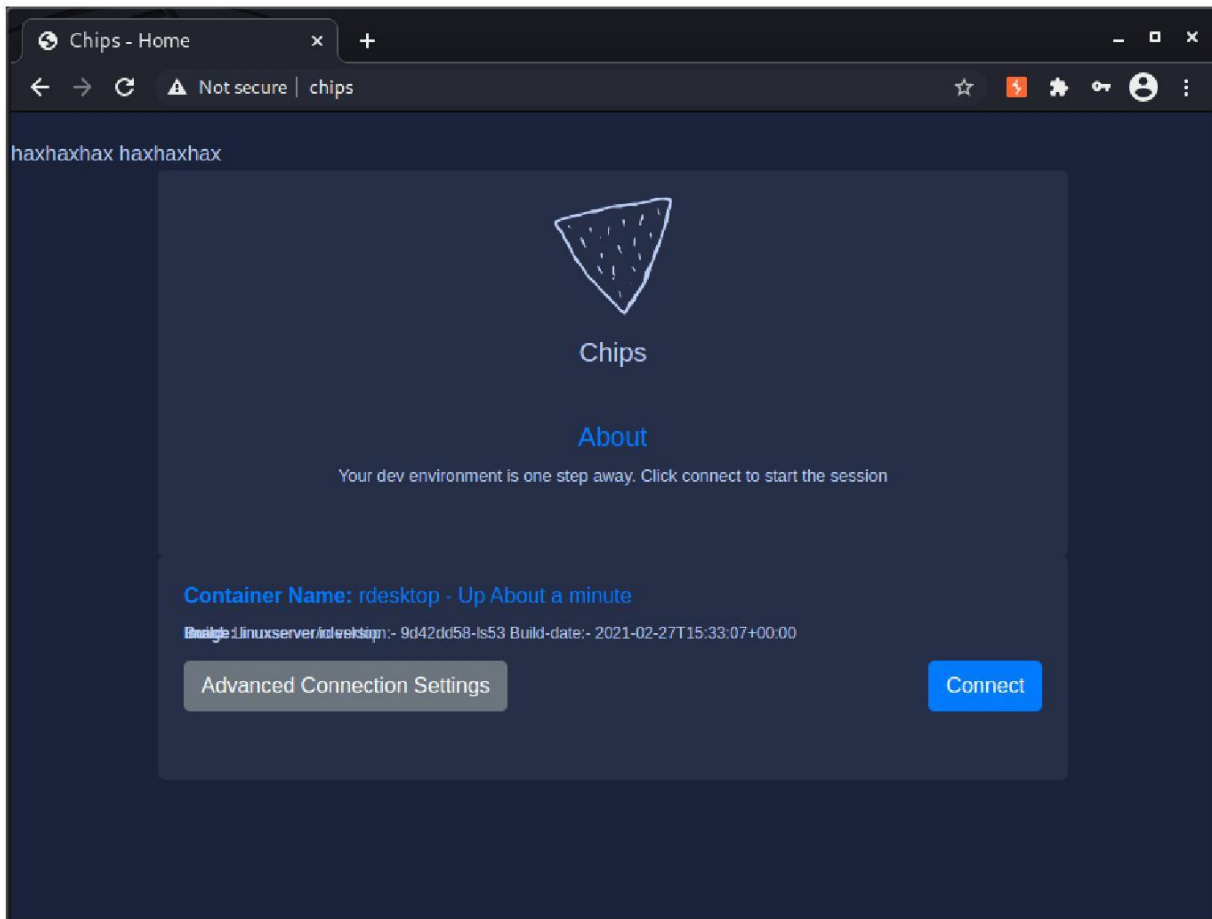 Chips - Home
Not secure | chips
haxhaxhax haxhaxhax
Chips
About
Your dev environment is one step away. Click connect to start the session
Container Name: rdesktop - Up About a minute
9d42dd58-ls53 Build-date:- 2021-02-27T15:33:07+00:00
Advanced Connection Settings
Connect